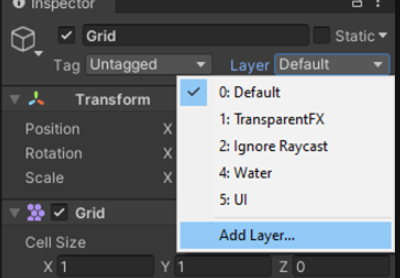 Inspector
Grid
Static
Tag Untagged Layer Default
0: Default
1: TransparentFX
2: Ignore Raycast
4: Water
5: UI
Add Layer...
Transform
Position X
Rotation X
Scale X
Grid
Cell Size
X 1 Y 1 Z 0